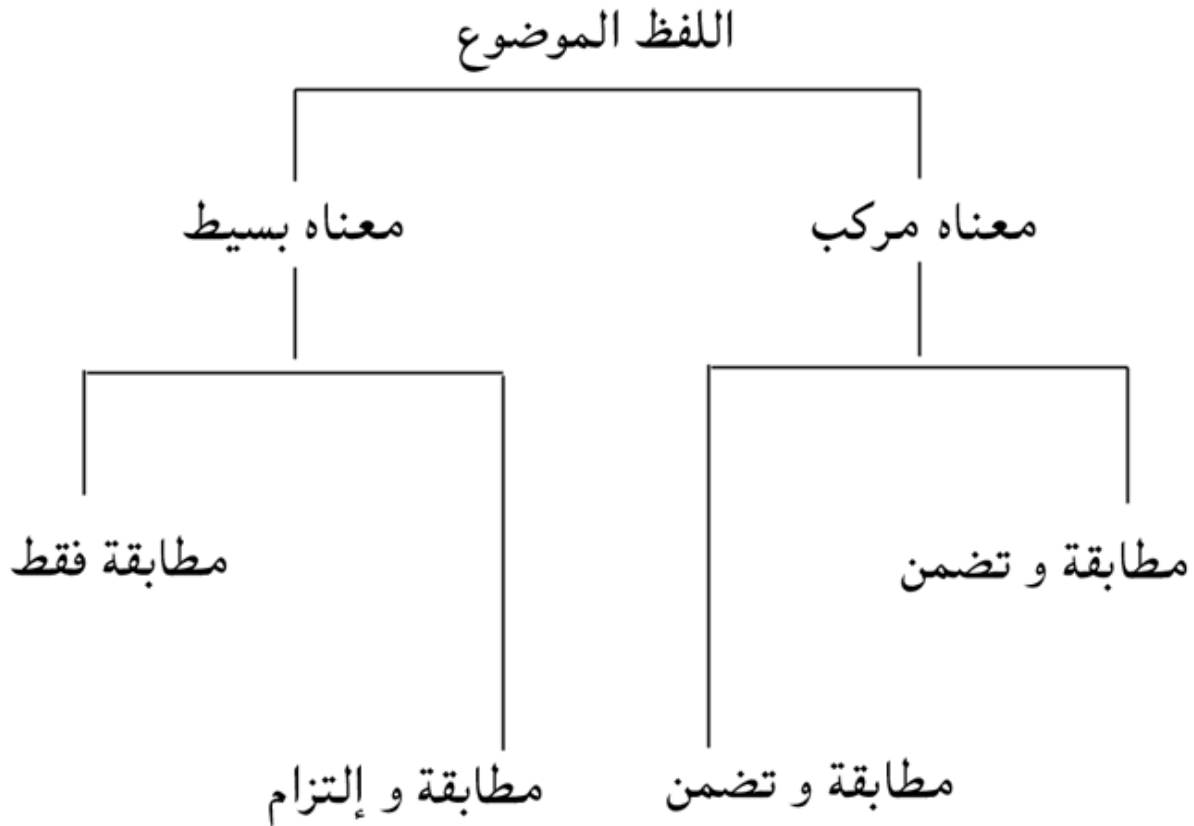 اللفظ الموضوع
معناه مركب
معناه بسيط
مطابقة و تضمن
مطابقة فقط
مطابقة و تضمن
مطابقة و إلتزام